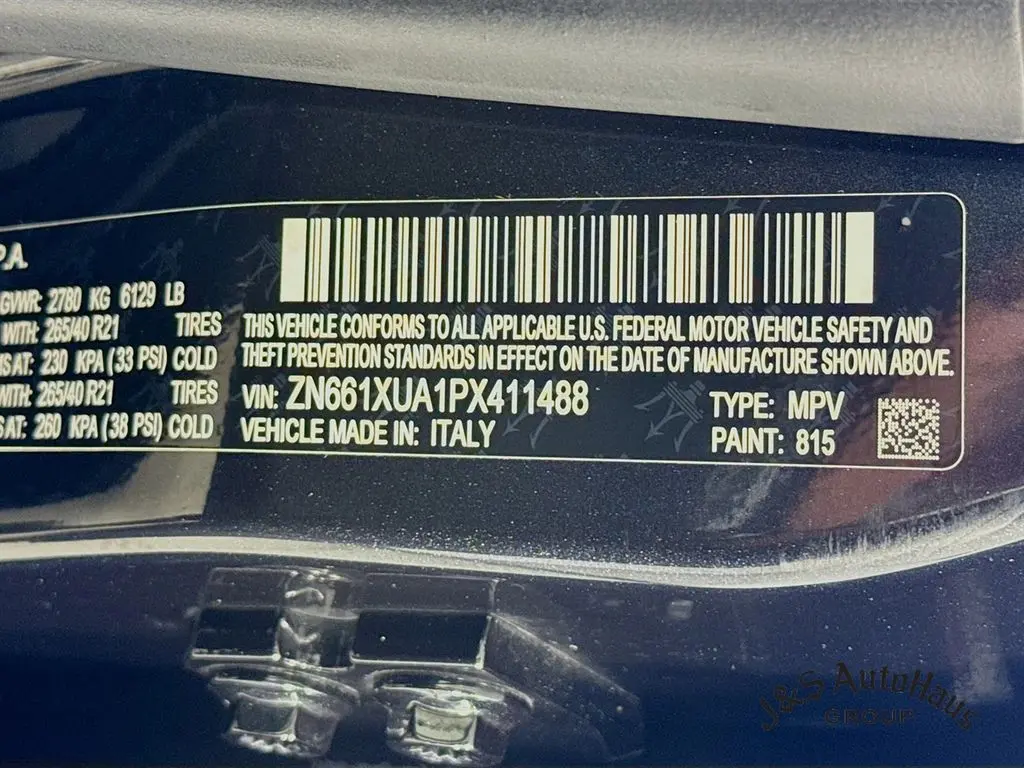 P.A.
GVWR: 2780 KG 6129 LB
WITH: 265/40 R21 TIRES
AT: 230 KPA (33 PSI) COLD
WITH: 265/40 R21 TIRES
AT: 260 KPA (38 PSI) COLD
THIS VEHICLE CONFORMS TO ALL APPLICABLE U.S. FEDERAL MOTOR VEHICLE SAFETY AND
THEFT PREVENTION STANDARDS IN EFFECT ON THE DATE OF MANUFACTURE SHOWN ABOVE.
VIN: ZN661XUA1PX411488
VEHICLE MADE IN: ITALY
TYPE: MPV
PAINT: 815
J&S AutoHaus
GROUP